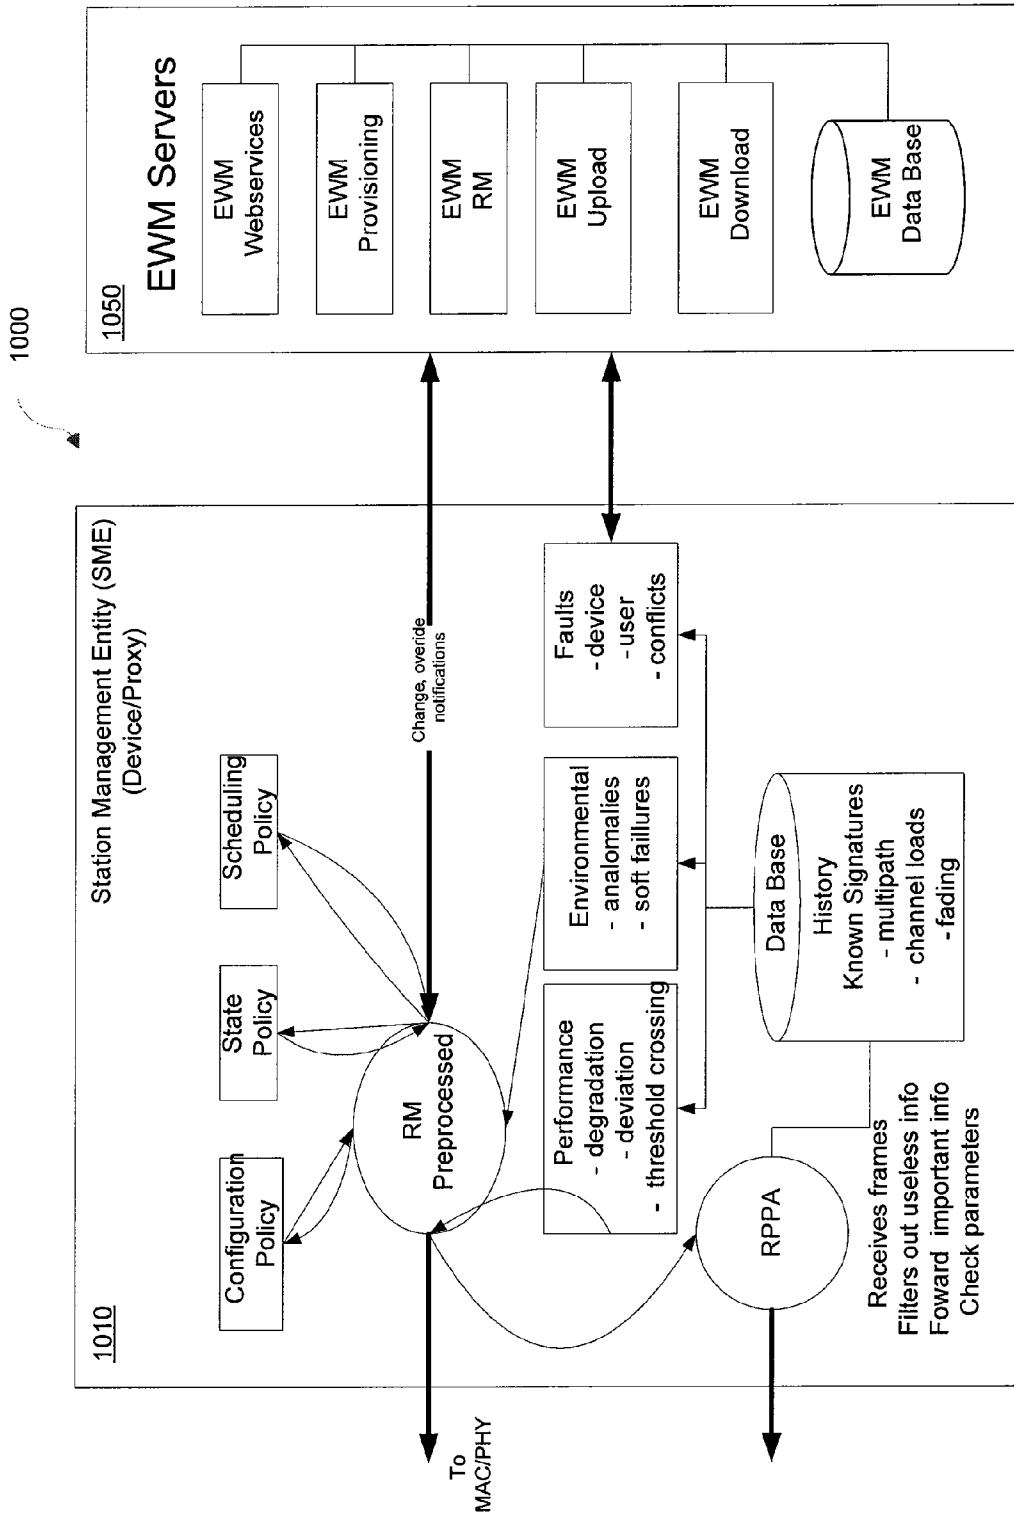 1000
1010
Station Management Entity (SME)
(Device/Proxy)
Configuration
Policy
State
Policy
Scheduling
Policy
RM
Preprocessed
Change, overide
notifications
To
MAC/PHY
Performance
- degradation
- deviation
- threshold crossing
Environmental
- analomalies
- soft faillures
Faults
- device
- user
- conflicts
RPPA
Receives frames
Filters out useless info
Foward important info
Check parameters
Data Base
History
Known Signatures
- multipath
- channel loads
- fading
1050
EWM Servers
EWM
Webservices
EWM
Provisioning
EWM
RM
EWM
Upload
EWM
Download
EWM
Data Base